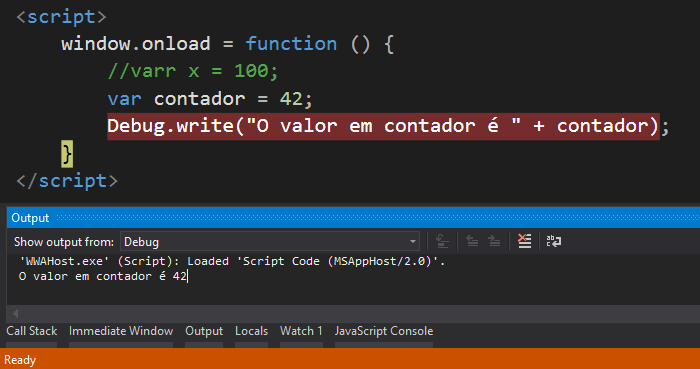 <script>
window.onload = function () {
//varr x = 100;
var contador = 42;
Debug.write("O valor em contador é " + contador);
}
</script>
Output
Show output from: Debug
'WWAHost.exe' (Script): Loaded 'Script Code (MSAppHost/2.0)'.
O valor em contador é 42
Call Stack Immediate Window Output Locals Watch 1 JavaScript Console
Ready